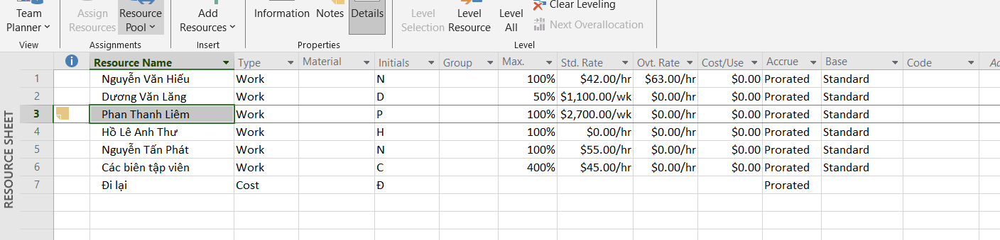 Team Planner
Assign Resources
Resource Pool
Add Resources
Information
Notes
Details
Level Selection
Level Resource
Level All
Clear Leveling
Next Overallocation
View
Assignments
Insert
Properties
Level
Resource Name Type Material Initials Group Max. Std. Rate Ovt. Rate Cost/Use Accrue Base Code
1 Nguyễn Văn Hiếu Work N 100% $42.00/hr $63.00/hr $0.00 Prorated Standard
2 Dương Văn Lăng Work D 50% $1,100.00/wk $0.00/hr $0.00 Prorated Standard
3 Phan Thanh Liêm Work P 100% $2,700.00/wk $0.00/hr $0.00 Prorated Standard
4 Hồ Lê Anh Thư Work H 100% $0.00/hr $0.00/hr $0.00 Prorated Standard
5 Nguyễn Tấn Phát Work N 100% $55.00/hr $0.00/hr $0.00 Prorated Standard
6 Các biên tập viên Work C 400% $45.00/hr $0.00/hr $0.00 Prorated Standard
7 Đi lại Cost Đ Prorated
RESOURCE SHEET